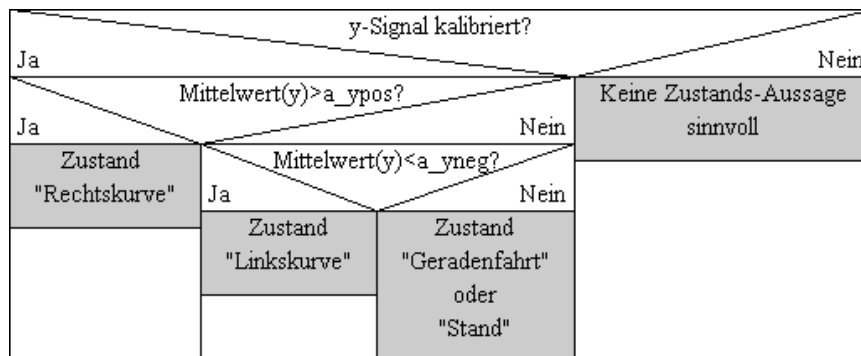 y-Signal kalibriert?
Ja
Nein
Mittelwert(y)>a_ypos?
Ja
Nein
Keine Zustands-Aussage
sinnvoll
Zustand
"Rechtskurve"
Mittelwert(y)<a_yneg?
Ja
Nein
Zustand
"Linkskurve"
Zustand
"Geradenfahrt"
oder
"Stand"